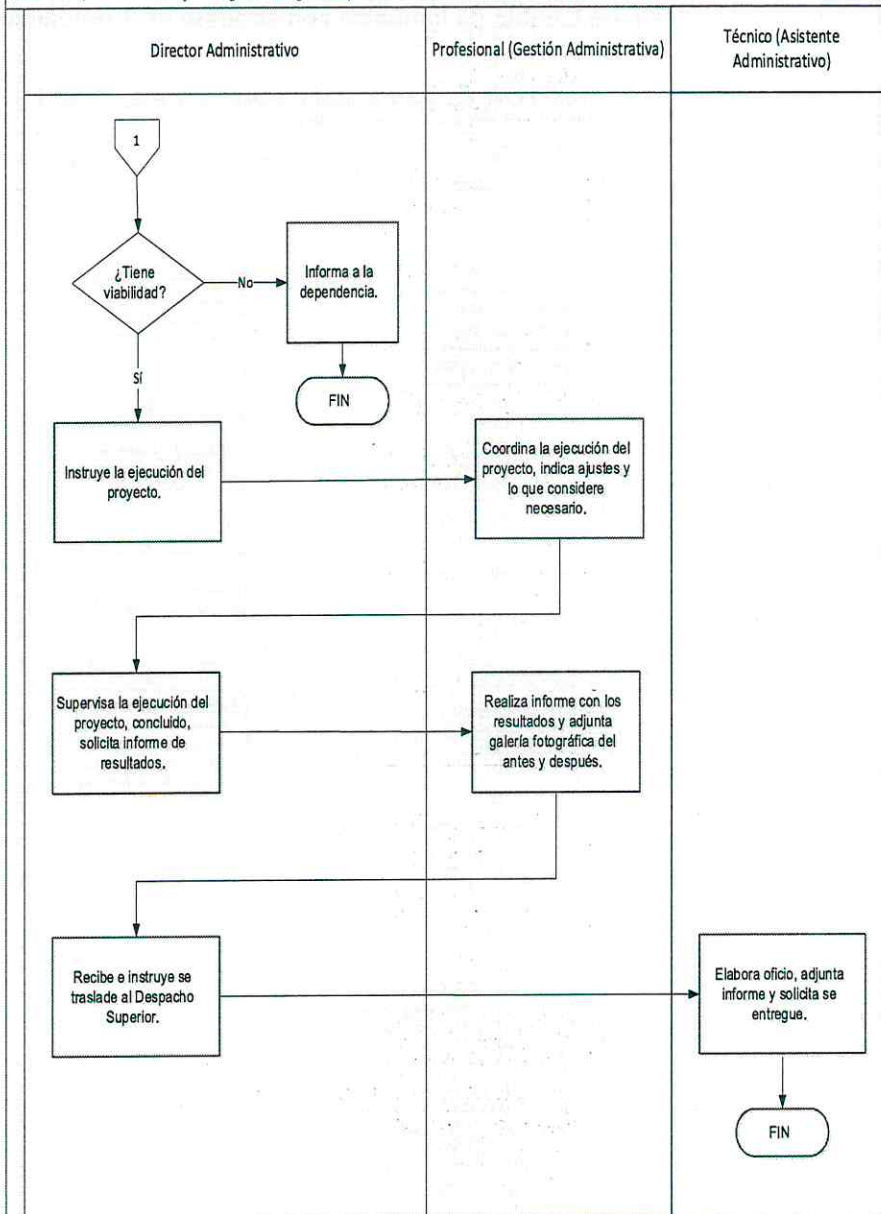 Director Administrativo
Profesional (Gestión Administrativa)
Técnico (Asistente
Administrativo)
1
¿Tiene
viabilidad?
No
Informa a la
dependencia.
Sí
FIN
Instruye la ejecución del
proyecto.
Coordina la ejecución del
proyecto, indica ajustes y
lo que considere
necesario.
Supervisa la ejecución del
proyecto, concluido,
solicita informe de
resultados.
Realiza informe con los
resultados y adjunta
galería fotográfica del
antes y después.
Recibe e instruye se
traslade al Despacho
Superior.
Elabora oficio, adjunta
informe y solicita se
entregue.
FIN